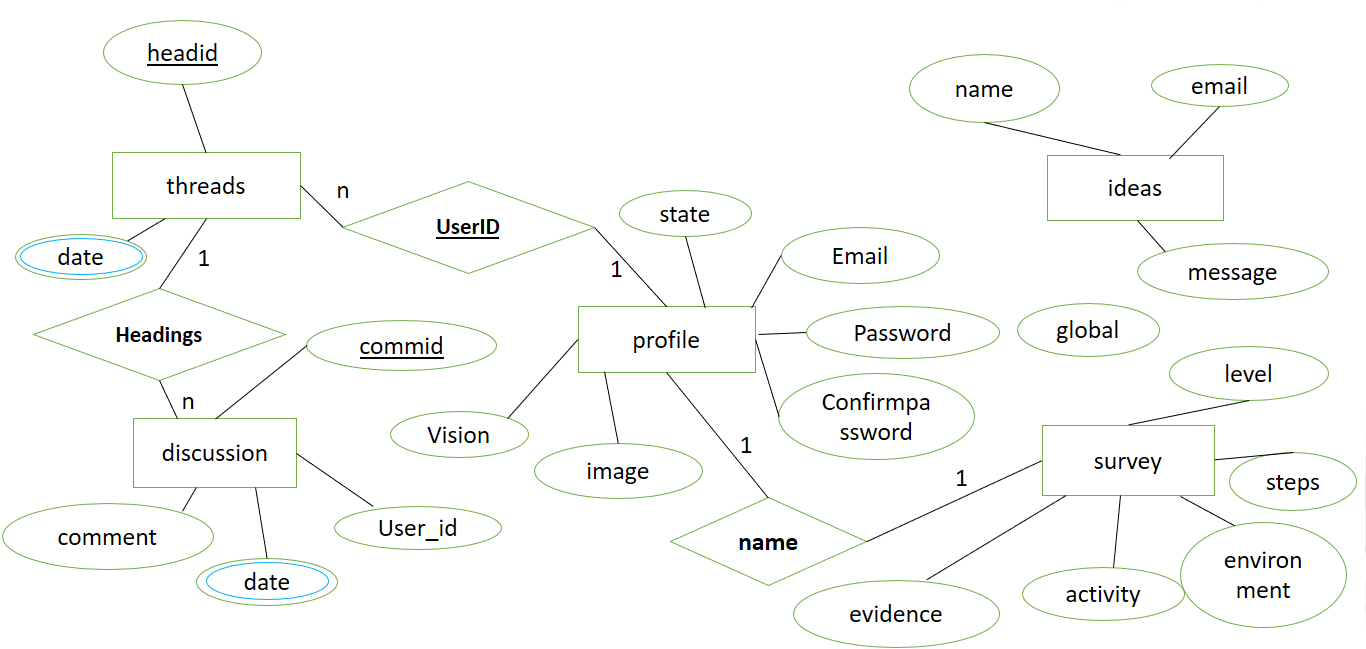 headid
name
email
threads
ideas
n
UserID
state
date
1
Email
1
message
Headings
commid
profile
Password
global
level
n
Confirmpa
ssword
Vision
discussion
1
survey
image
1
steps
comment
User_id
name
environ
ment
date
activity
evidence